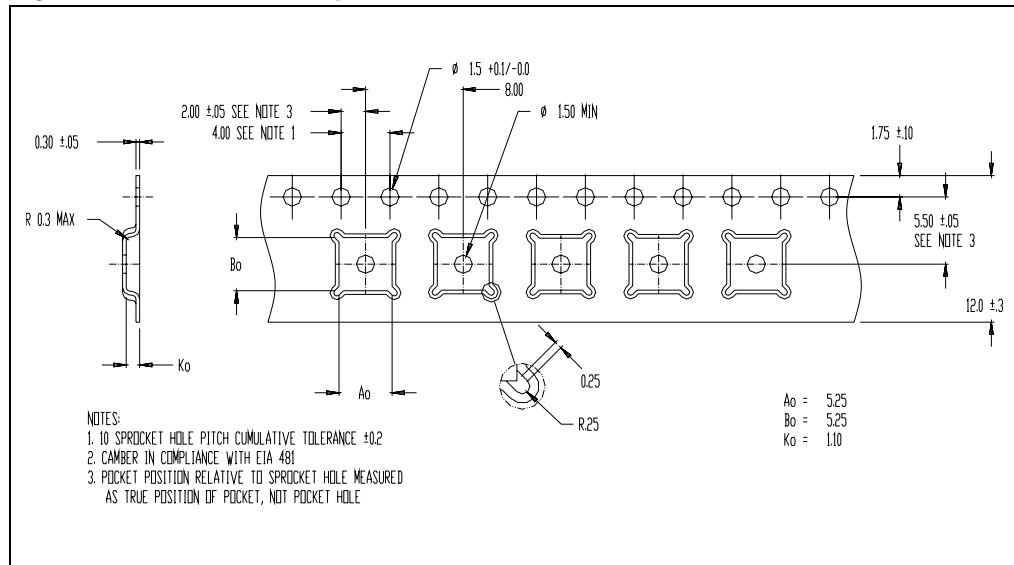 ø 1.5 +0.1/-0.0
8.00
2.00 ±.05 SEE NOTE 3
4.00 SEE NOTE 1
ø 1.50 MIN
0.30 ±.05
1.75 ±.10
R 0.3 MAX
5.50 ±.05
SEE NOTE 3
Bo
12.0 ±.3
Ko
Ao
0.25
R.25
Ao = 5.25
Bo = 5.25
Ko = 1.10
NOTES:
1. 10 SPROCKET HOLE PITCH CUMULATIVE TOLERANCE ±0.2
2. CAMBER IN COMPLIANCE WITH EIA 481
3. POCKET POSITION RELATIVE TO SPROCKET HOLE MEASURED
AS TRUE POSITION OF POCKET, NOT POCKET HOLE